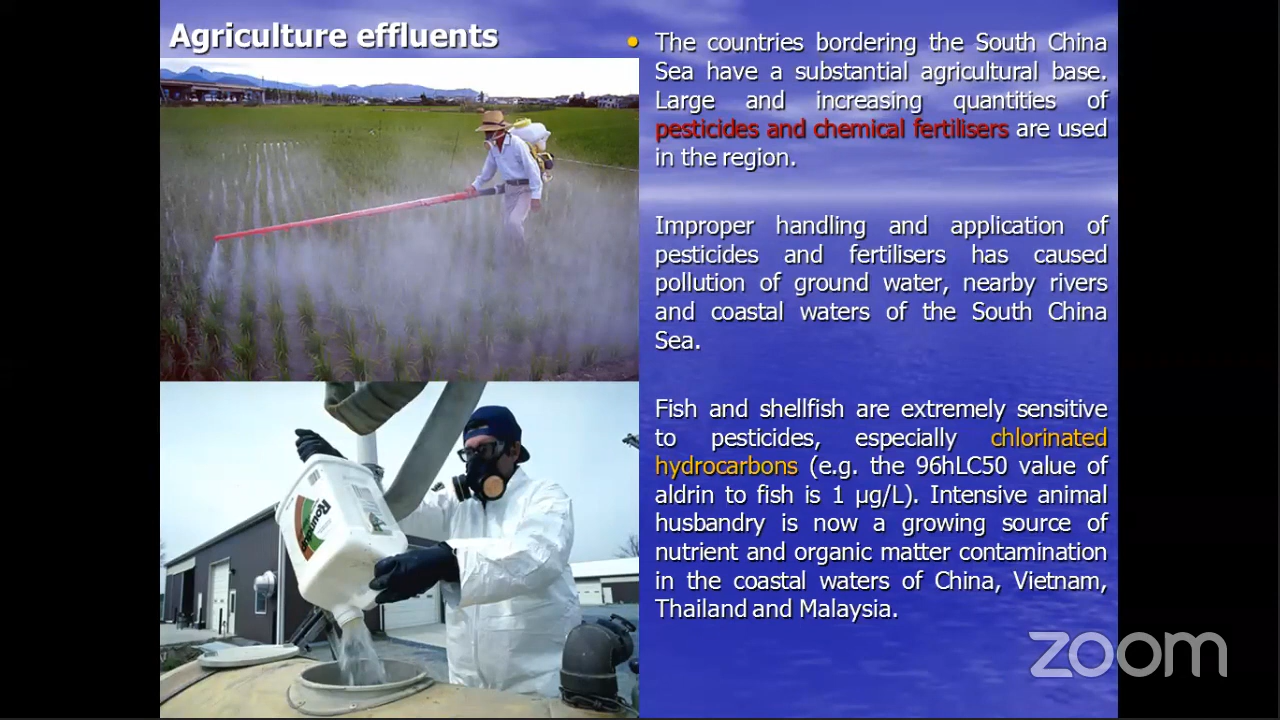 Agriculture effluents
• The countries bordering the South China
Sea have a substantial agricultural base.
Large and increasing quantities of
pesticides and chemical fertilisers are used
in the region.
Improper handling and application of
pesticides and fertilisers has caused
pollution of ground water, nearby rivers
and coastal waters of the South China
Sea.
Fish and shellfish are extremely sensitive
to pesticides, especially chlorinated
hydrocarbons (e.g. the 96hLC50 value of
aldrin to fish is 1 µg/L). Intensive animal
husbandry is now a growing source of
nutrient and organic matter contamination
in the coastal waters of China, Vietnam,
Thailand and Malaysia.
Roundup
zoom